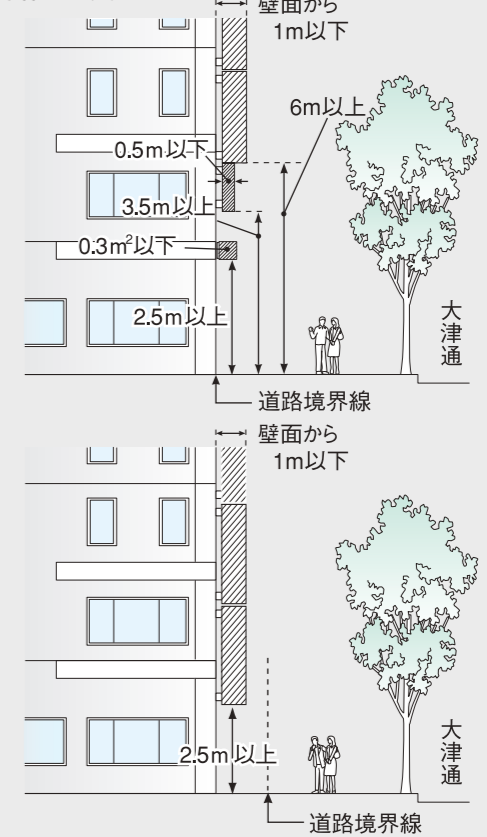 壁面から
1m以下
6m以上
0.5m以下
3.5m以上
0.3m²以下
2.5m以上
大津通
道路境界線
壁面から
1m以下
2.5m以上
大津通
道路境界線